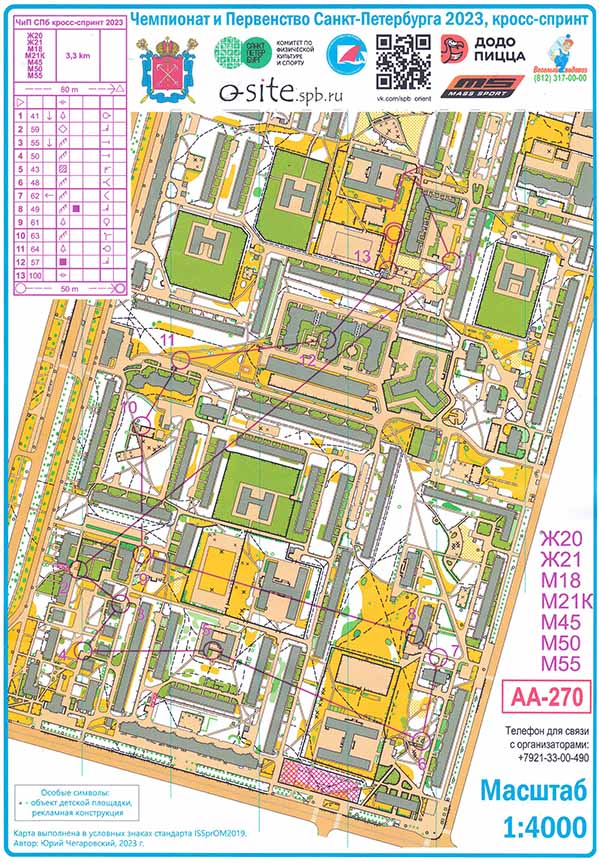 Чемпионат и Первенство Санкт-Петербурга 2023, кросс-спринт
ЧиП СПб кросс-спринт 2023
Ж20
Ж21
М18
М21К
М45
М50
М55
3,3 km
80 m
1 41
2 59
3 55
4 50
5 43
6 48
7 62
8 49
9 61
10 63
11 64
12 57
13 100
50 m
САНКТ
ПЕТЕР
БУРГ
КОМИТЕТ ПО
ФИЗИЧЕСКОЙ
КУЛЬТУРЕ
И СПОРТУ
o-site.spb.ru
vk.com/spb_orient
ДОДО
ПИЦЦА
MS
MASS SPORT
Веселый водовоз
(812) 317-00-00
13
1
11
12
10
2
3
9
4
5
8
7
6
Ж20
Ж21
М18
М21К
М45
М50
М55
АА-270
Телефон для связи
с организаторами:
+7921-33-00-490
Масштаб
1:4000
Особые символы:
- объект детской площадки,
рекламная конструкция
Карта выполнена в условных знаках стандарта ISSprOM2019.
Автор: Юрий Чегаровский, 2023 г.